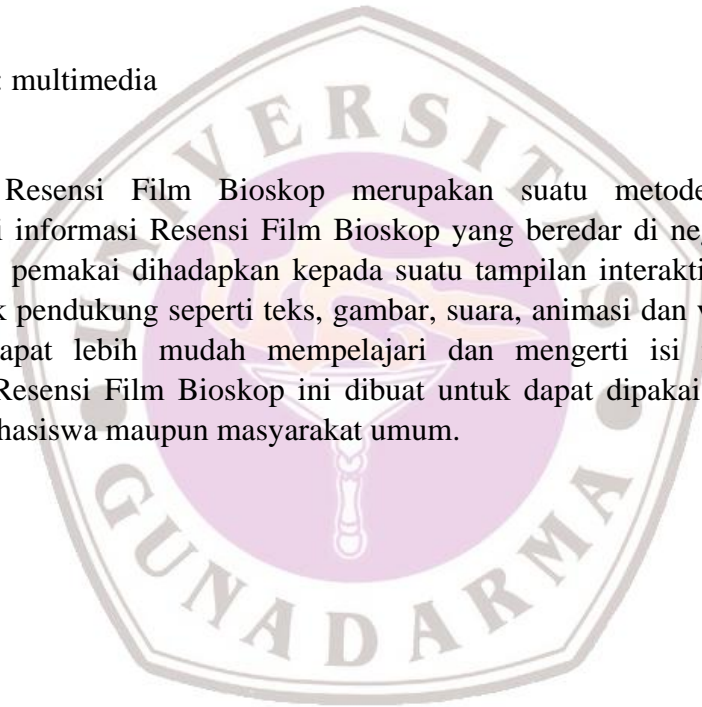 : multimedia
Resensi Film Bioskop merupakan suatu metode
i informasi Resensi Film Bioskop yang beredar di ne
pemakai dihadapkan kepada suatu tampilan interakti
k pendukung seperti teks, gambar, suara, animasi dan v
apat lebih mudah mempelajari dan mengerti isi
Resensi Film Bioskop ini dibuat untuk dapat dipakai
hasiswa maupun masyarakat umum.
UNIVERSITAS
GUNADARMA